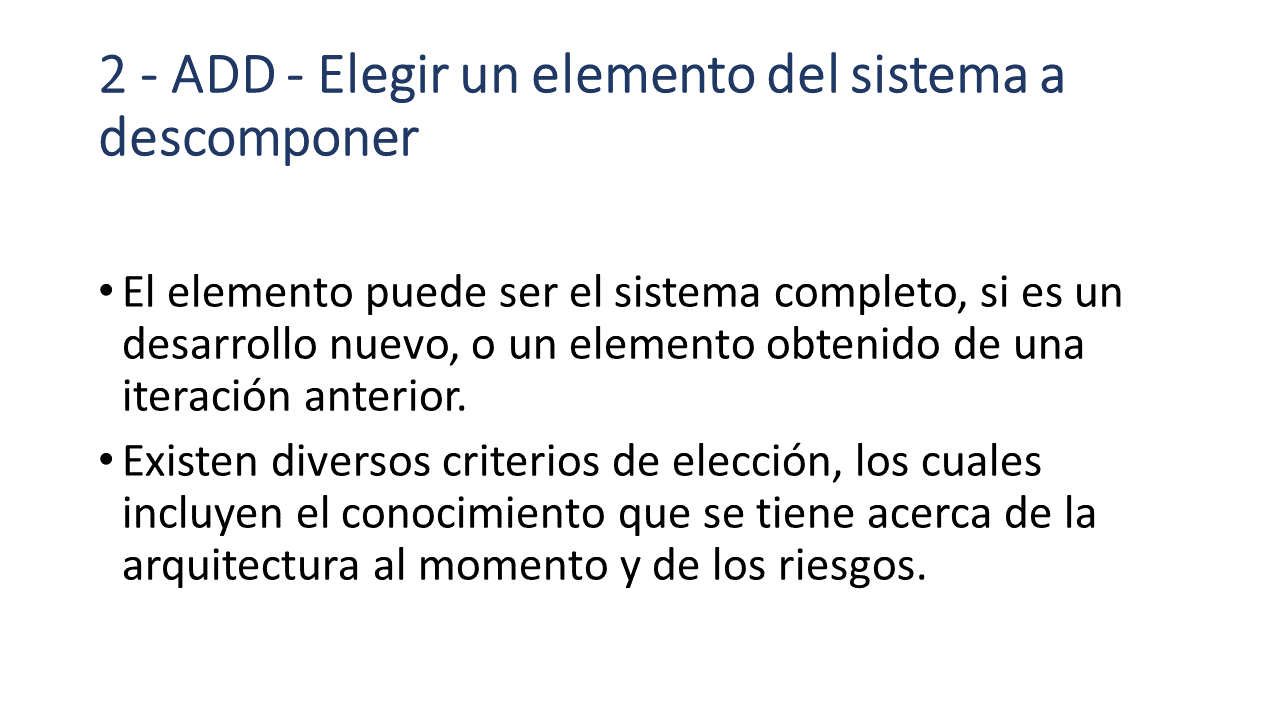 2 - ADD - Elegir un elemento del sistema a
descomponer
• El elemento puede ser el sistema completo, si es un
desarrollo nuevo, o un elemento obtenido de una
iteración anterior.
• Existen diversos criterios de elección, los cuales
incluyen el conocimiento que se tiene acerca de la
arquitectura al momento y de los riesgos.